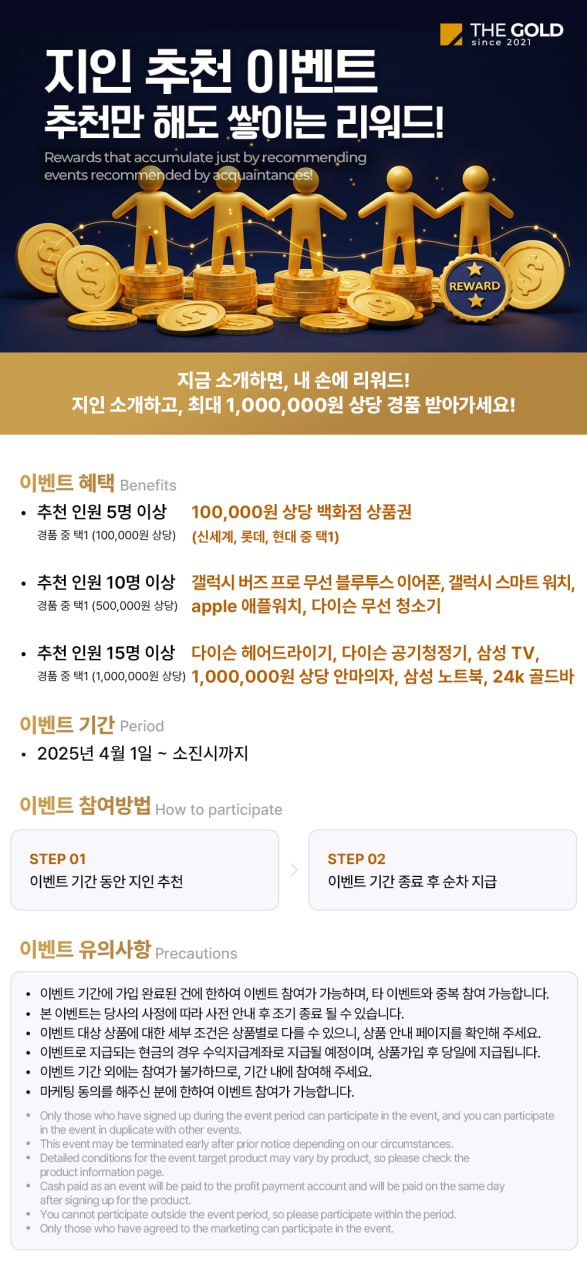 THE GOLD
since 2021
지인 추천 이벤트
추천만 해도 쌓이는 리워드!
Rewards that accumulate just by recommending
events recommended by acquaintances!
REWARD
지금 소개하면, 내 손에 리워드!
지인 소개하고, 최대 1,000,000원 상당 경품 받아가세요!
이벤트 혜택 Benefits
• 추천 인원 5명 이상 100,000원 상당 백화점 상품권
경품 중 택1 (100,000원 상당) (신세계, 롯데, 현대 중 택1)
• 추천 인원 10명 이상 갤럭시 버즈 프로 무선 블루투스 이어폰, 갤럭시 스마트 워치,
경품 중 택1 (500,000원 상당) apple 애플워치, 다이슨 무선 청소기
• 추천 인원 15명 이상 다이슨 헤어드라이기, 다이슨 공기청정기, 삼성 TV,
경품 중 택1 (1,000,000원 상당) 1,000,000원 상당 안마의자, 삼성 노트북, 24k 골드바
이벤트 기간 Period
• 2025년 4월 1일 ~ 소진시까지
이벤트 참여방법 How to participate
STEP 01
이벤트 기간 동안 지인 추천
STEP 02
이벤트 기간 종료 후 순차 지급
이벤트 유의사항 Precautions
• 이벤트 기간에 가입 완료된 건에 한하여 이벤트 참여가 가능하며, 타 이벤트와 중복 참여 가능합니다.
• 본 이벤트는 당사의 사정에 따라 사전 안내 후 조기 종료 될 수 있습니다.
• 이벤트 대상 상품에 대한 세부 조건은 상품별로 다를 수 있으니, 상품 안내 페이지를 확인해 주세요.
• 이벤트로 지급되는 현금의 경우 수익지급계좌로 지급될 예정이며, 상품가입 후 당일에 지급됩니다.
• 이벤트 기간 외에는 참여가 불가하므로, 기간 내에 참여해 주세요.
• 마케팅 동의를 해주신 분에 한하여 이벤트 참여가 가능합니다.
• Only those who have signed up during the event period can participate in the event, and you can participate
in the event in duplicate with other events.
• This event may be terminated early after prior notice depending on our circumstances.
• Detailed conditions for the event target product may vary by product, so please check the
product information page.
• Cash paid as an event will be paid to the profit payment account and will be paid on the same day
after signing up for the product.
• You cannot participate outside the event period, so please participate within the period.
• Only those who have agreed to the marketing can participate in the event.